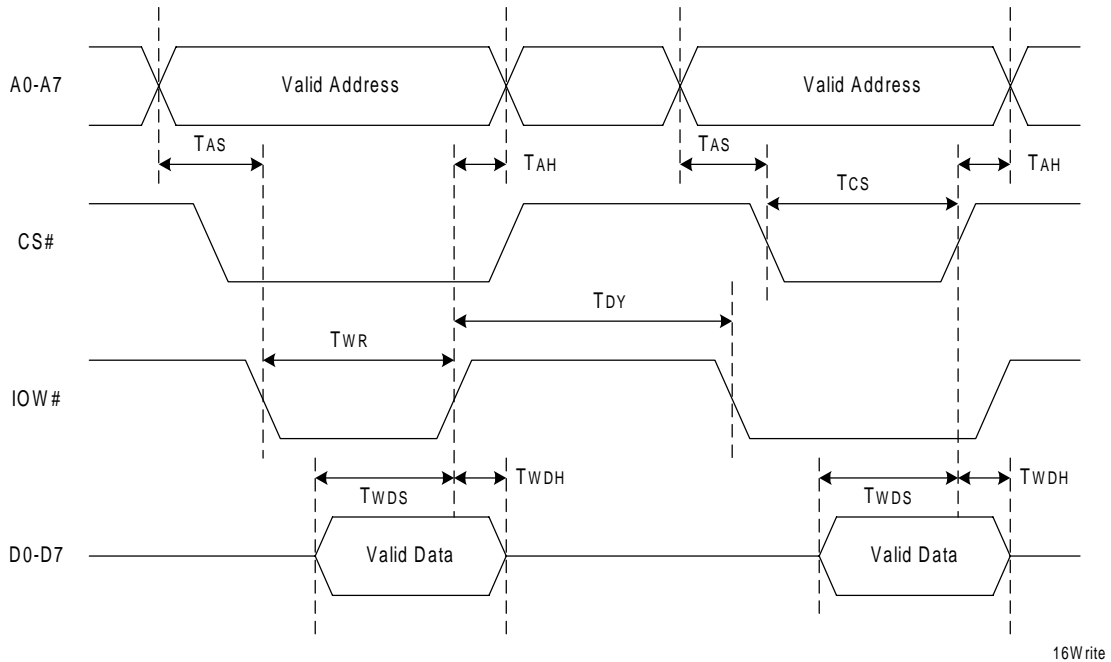 A0-A7
Valid Address
Valid Address
TAS
TAH
TAS
TAH
TCS
CS#
TDY
TWR
IOW#
TWDS
TWDH
TWDS
TWDH
D0-D7
Valid Data
Valid Data
16Write